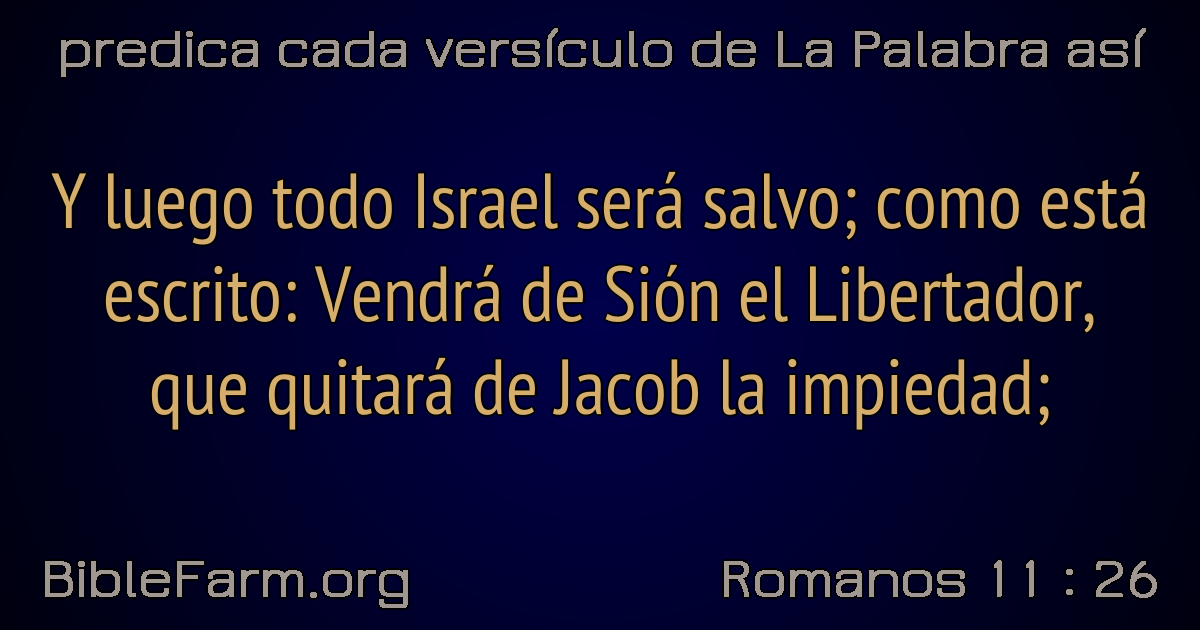 predica cada versículo de La Palabra así
Y luego todo Israel será salvo; como está
escrito: Vendrá de Sión el Libertador,
que quitará de Jacob la impiedad;
BibleFarm.org
Romanos 11 : 26